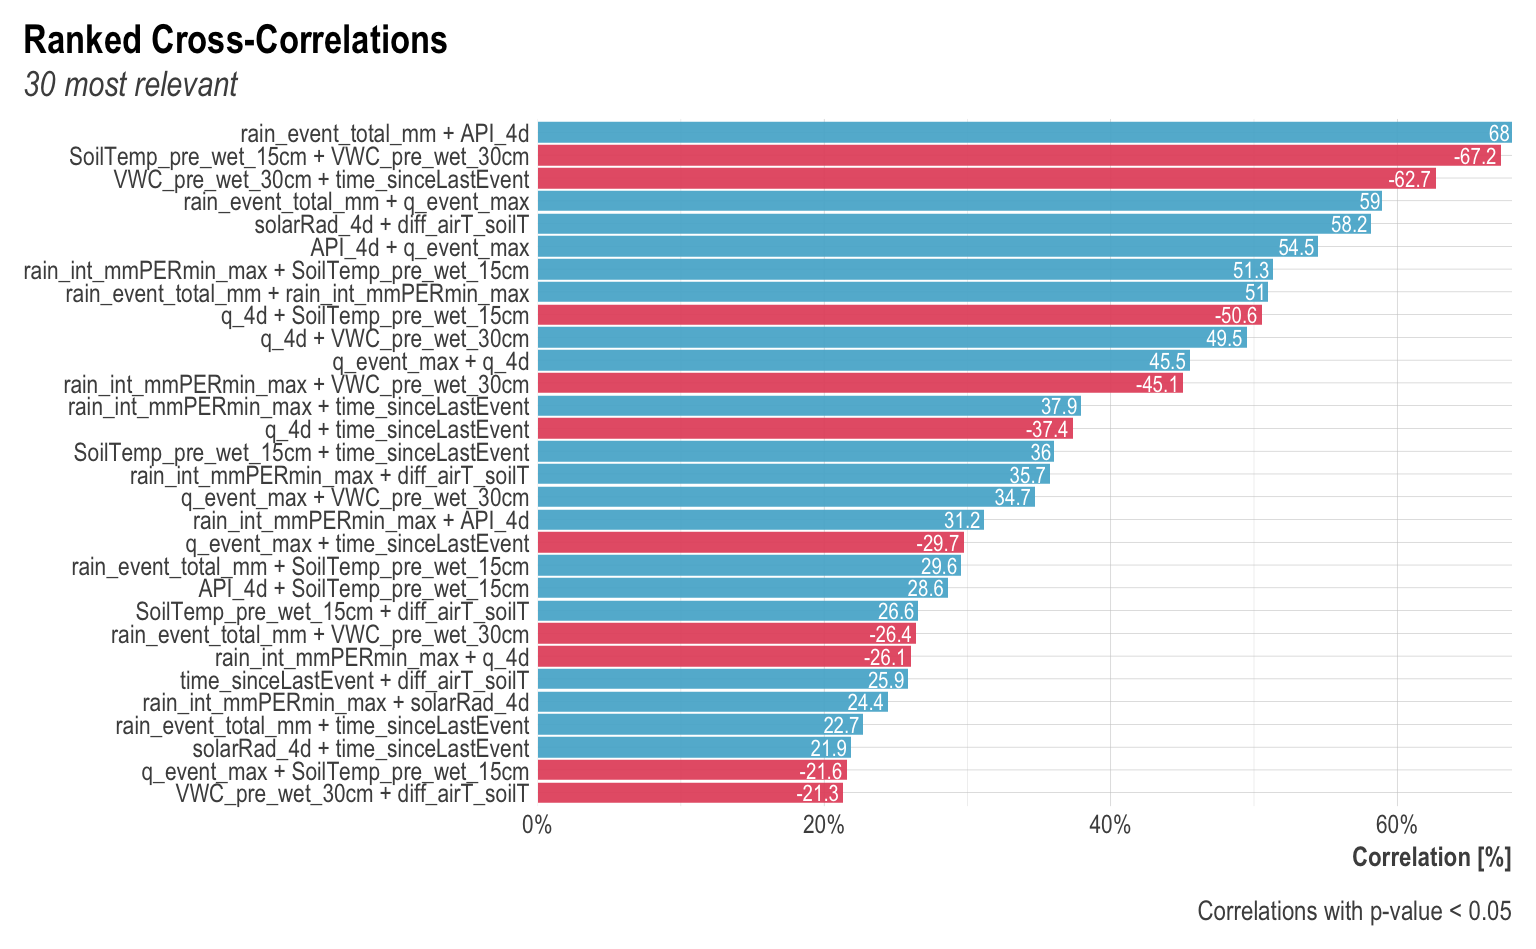 Ranked Cross-Correlations
30 most relevant
rain_event_total_mm + API_4d 68
SoilTemp_pre_wet_15cm + VWC_pre_wet_30cm -67.2
VWC_pre_wet_30cm + time_sinceLastEvent -62.7
rain_event_total_mm + q_event_max 59
solarRad_4d + diff_airT_soilT 58.2
API_4d + q_event_max 54.5
rain_int_mmPERmin_max + SoilTemp_pre_wet_15cm 51.3
rain_event_total_mm + rain_int_mmPERmin_max 51
q_4d + SoilTemp_pre_wet_15cm -50.6
q_4d + VWC_pre_wet_30cm 49.5
q_event_max + q_4d 45.5
rain_int_mmPERmin_max + VWC_pre_wet_30cm -45.1
rain_int_mmPERmin_max + time_sinceLastEvent 37.9
q_4d + time_sinceLastEvent -37.4
SoilTemp_pre_wet_15cm + time_sinceLastEvent 36
rain_int_mmPERmin_max + diff_airT_soilT 35.7
q_event_max + VWC_pre_wet_30cm 34.7
rain_int_mmPERmin_max + API_4d 31.2
q_event_max + time_sinceLastEvent -29.7
rain_event_total_mm + SoilTemp_pre_wet_15cm 29.6
API_4d + SoilTemp_pre_wet_15cm 28.6
SoilTemp_pre_wet_15cm + diff_airT_soilT 26.6
rain_event_total_mm + VWC_pre_wet_30cm -26.4
rain_int_mmPERmin_max + q_4d -26.1
time_sinceLastEvent + diff_airT_soilT 25.9
rain_int_mmPERmin_max + solarRad_4d 24.4
rain_event_total_mm + time_sinceLastEvent 22.7
solarRad_4d + time_sinceLastEvent 21.9
q_event_max + SoilTemp_pre_wet_15cm -21.6
VWC_pre_wet_30cm + diff_airT_soilT -21.3
0% 20% 40% 60%
Correlation [%]
Correlations with p-value < 0.05